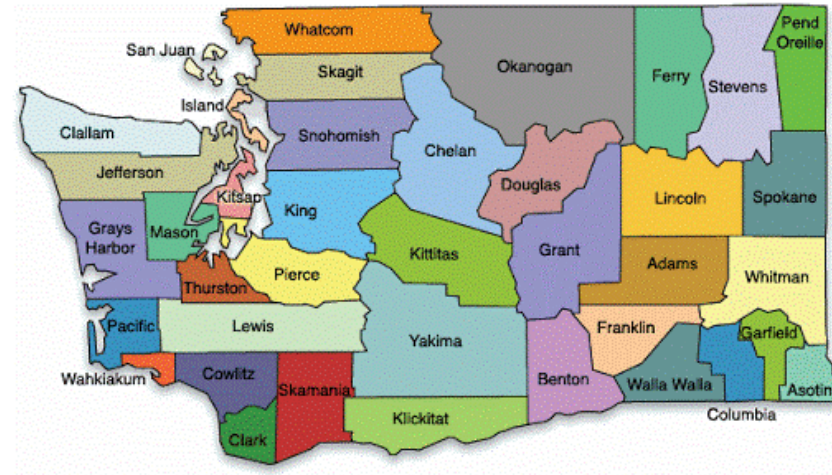 Whatcom
Pend
Oreille
San Juan
Okanogan
Skagit
Ferry
Stevens
Island
Clallam
Snohomish
Chelan
Jefferson
Douglas
Kitsap
Lincoln
Spokane
King
Grays
Harbor
Mason
Kittitas
Grant
Adams
Pierce
Whitman
Thurston
Pacific
Lewis
Franklin
Garfield
Yakima
Wahkiakum
Cowlitz
Skamania
Benton
Walla Walla
Asotin
Columbia
Klickitat
Clark